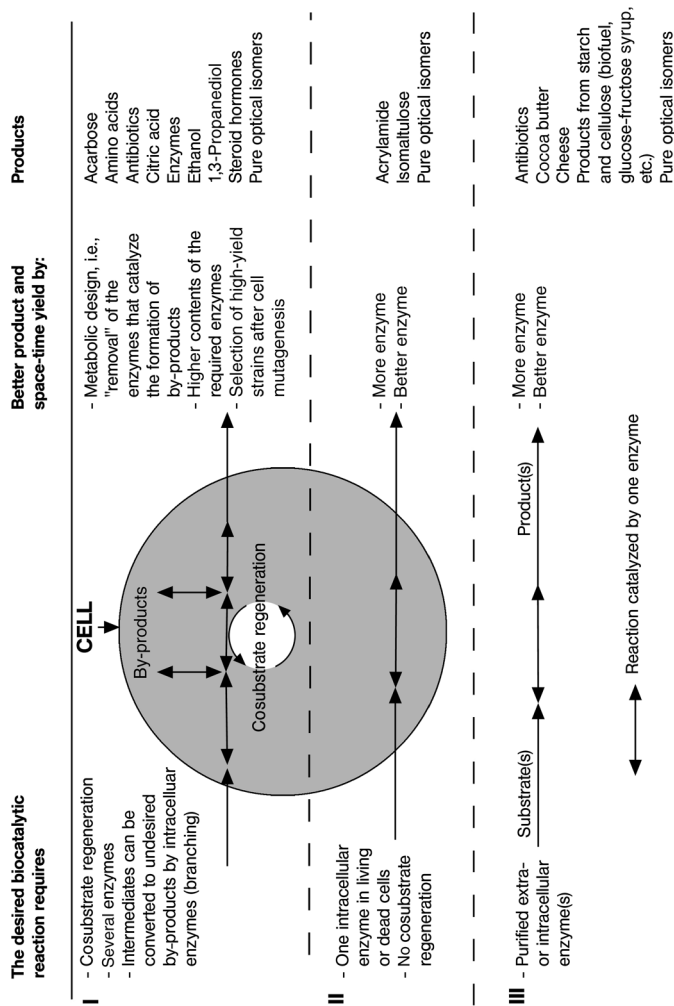 The desired biocatalytic
reaction requires
Better product and
space-time yield by:
Products
I
- Cosubstrate regeneration
- Several enzymes
- Intermediates can be
converted to undesired
by-products by intracelluar
enzymes (branching)
CELL
By-products
Cosubstrate regeneration
- Metabolic design, i.e.,
"removal" of the
enzymes that catalyze
the formation of
by-products
- Higher contents of the
required enzymes
- Selection of high-yield
strains after cell
mutagenesis
Acarbose
Amino acids
Antibiotics
Citric acid
Enzymes
Ethanol
1,3-Propanediol
Steroid hormones
Pure optical isomers
II
- One intracellular
enzyme in living
or dead cells
- No cosubstrate
regeneration
- More enzyme
- Better enzyme
Acrylamide
Isomaltulose
Pure optical isomers
III
- Purified extra-
or intracellular
enzyme(s)
Substrate(s)
Product(s)
- More enzyme
- Better enzyme
Antibiotics
Cocoa butter
Cheese
Products from starch
and cellulose (biofuel,
glucose-fructose syrup,
etc.)
Pure optical isomers
Reaction catalyzed by one enzyme